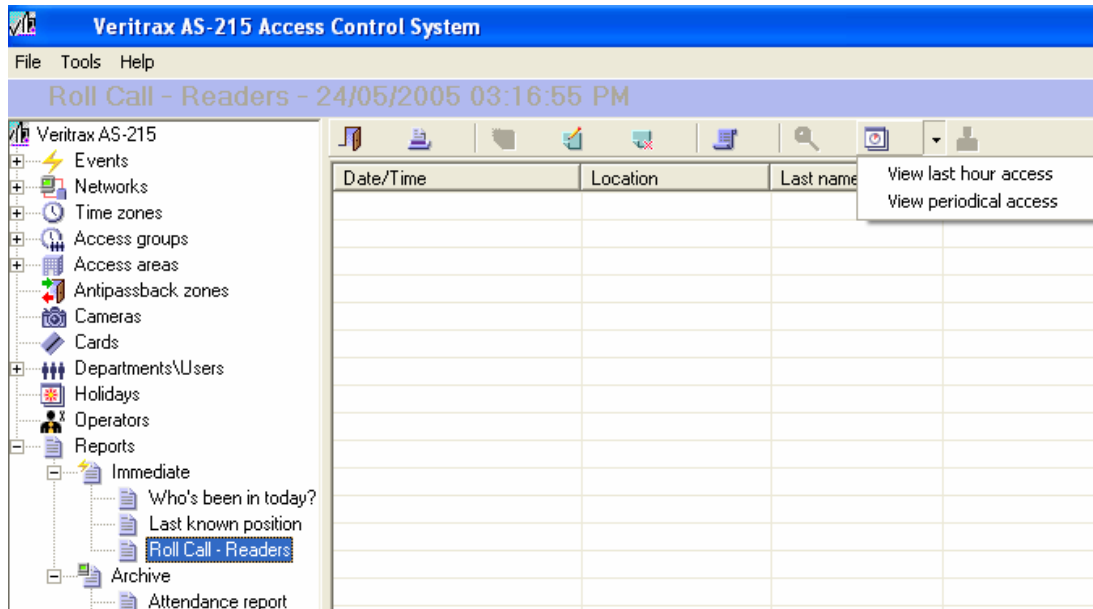 Veritrax AS-215 Access Control System
File Tools Help
Roll Call - Readers - 24/05/2005 03:16:55 PM
Veritrax AS-215
Events
Networks
Time zones
Access groups
Access areas
Antipassback zones
Cameras
Cards
Departments\Users
Holidays
Operators
Reports
Immediate
Who's been in today?
Last known position
Roll Call - Readers
Archive
Attendance report
Date/Time Location Last name
View last hour access
View periodical access